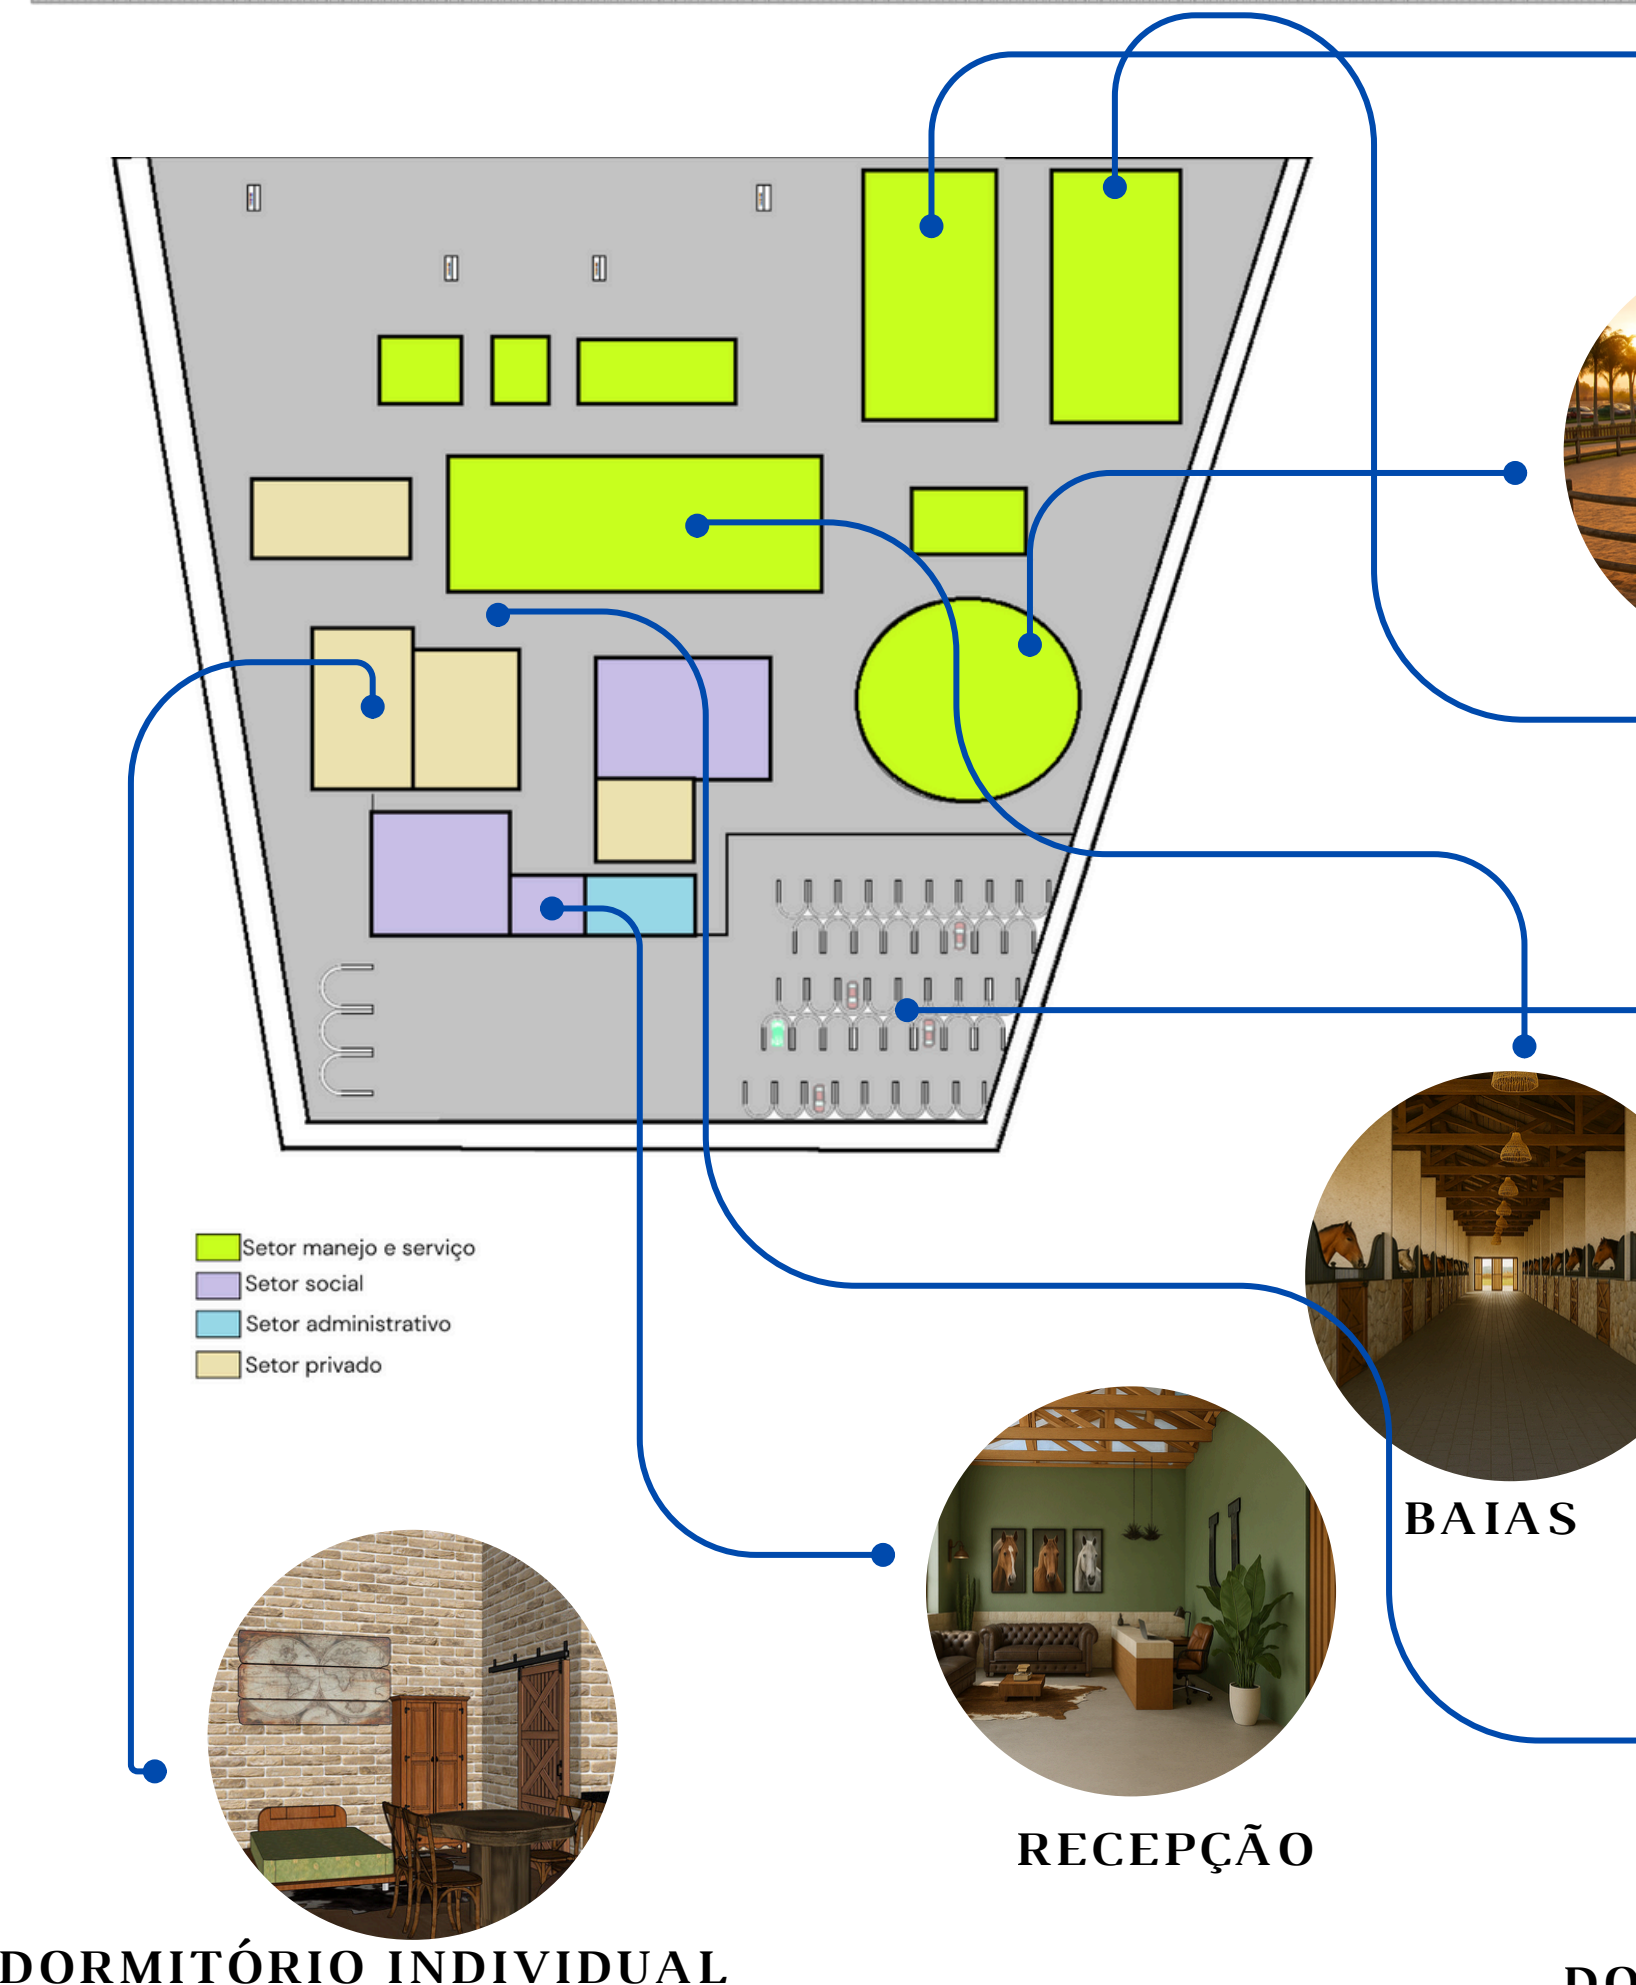 Setor manejo e serviço
Setor social
Setor administrativo
Setor privado
BAIAS
RECEPÇÃO
DORMITÓRIO INDIVIDUAL